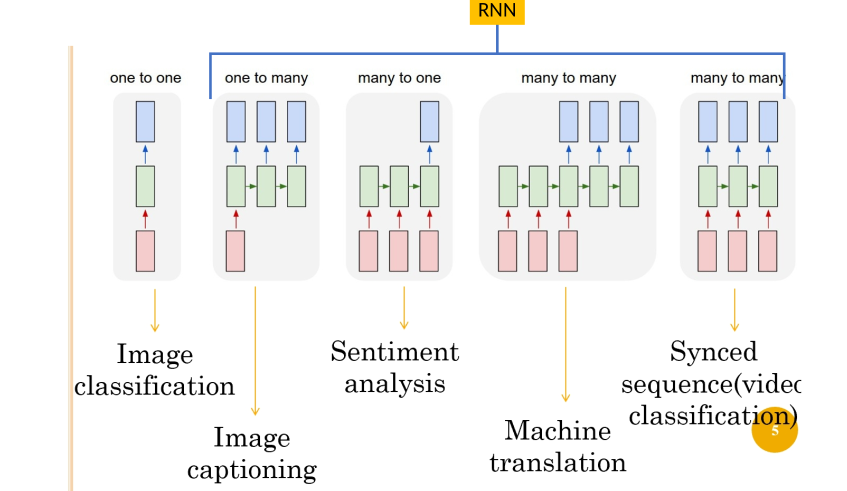 RNN
one to one
one to many
many to one
many to many
many to many
Image
classification
Image
captioning
Sentiment
analysis
Machine
translation
Synced
sequence(video
classification)
5